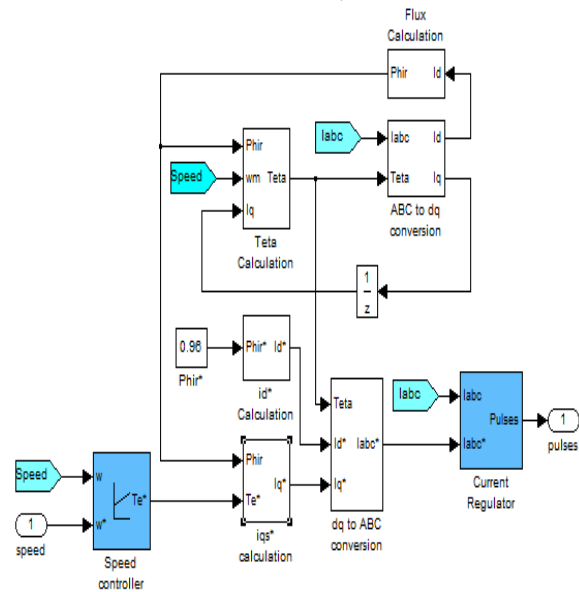 Flux
Calculation
Phir Id
Iabc
Iabc Id
Teta Iq
ABC to dq
conversion
Phir
Speed
wm Teta
Iq
Teta
Calculation
1
z
0.96
Phir*
Phir* Id*
id*
Calculation
Teta
Id* Iabc*
Iq*
dq to ABC
conversion
Iabc
Iabc
Pulses
Iabc*
Current
Regulator
1
pulses
Phir
Iq*
Te*
iqs*
calculation
Speed
w
Te*
w*
1
speed
Speed
controller